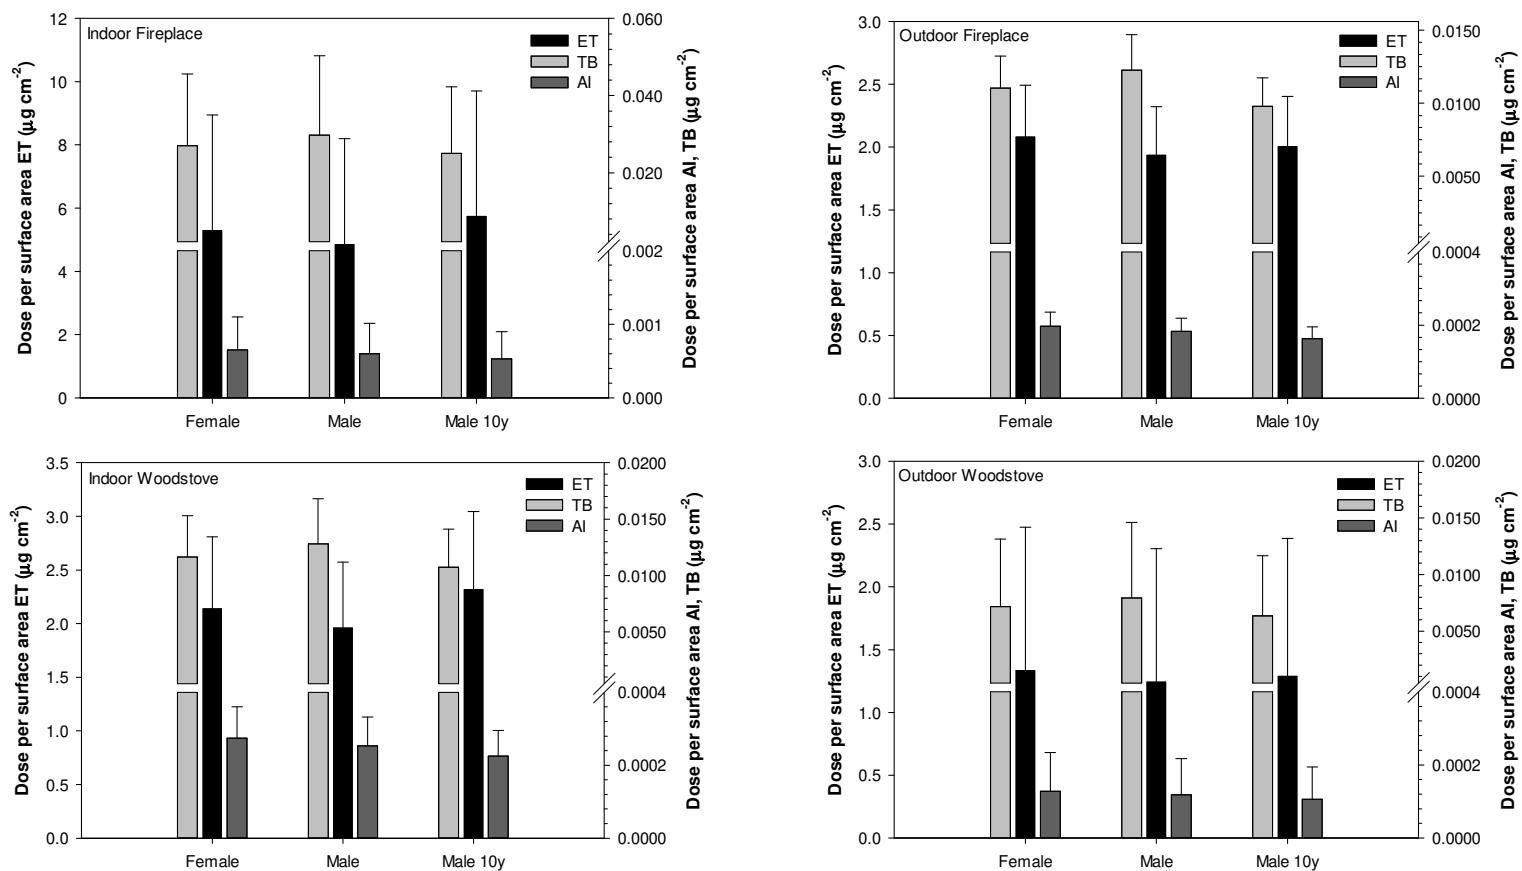 Indoor Fireplace
ET
TB
AI
Dose per surface area ET (µg cm-2)
12
10
8
6
4
2
0
0.060
0.040
0.020
0.002
0.001
0.000
Dose per surface area AI, TB (µg cm-2)
Female Male Male 10y
Outdoor Fireplace
ET
TB
AI
Dose per surface area ET (µg cm-2)
3.0
2.5
2.0
1.5
1.0
0.5
0.0
0.0150
0.0100
0.0050
0.0004
0.0002
0.0000
Dose per surface area AI, TB (µg cm-2)
Female Male Male 10y
Indoor Woodstove
ET
TB
AI
Dose per surface area ET (µg cm-2)
3.5
3.0
2.5
2.0
1.5
1.0
0.5
0.0
0.0200
0.0150
0.0100
0.0050
0.0004
0.0002
0.0000
Dose per surface area AI, TB (µg cm-2)
Female Male Male 10y
Outdoor Woodstove
ET
TB
AI
Dose per surface area ET (µg cm-2)
3.0
2.5
2.0
1.5
1.0
0.5
0.0
0.0200
0.0150
0.0100
0.0050
0.0004
0.0002
0.0000
Dose per surface area AI, TB (µg cm-2)
Female Male Male 10y